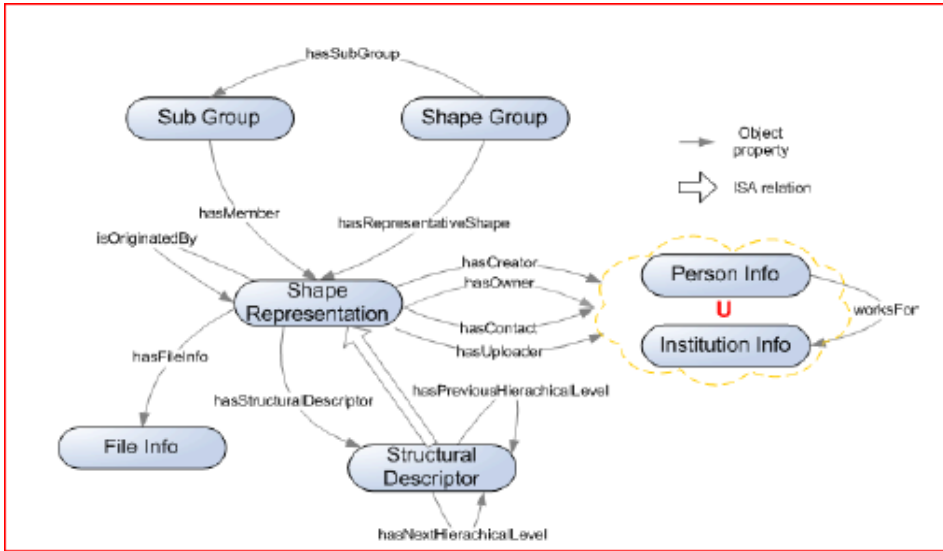 hasSubGroup
Sub Group
Shape Group
Object
property
ISA relation
hasMember
hasRepresentativeShape
isOriginatedBy
Shape
Representation
hasCreator
hasOwner
hasContact
hasUploader
Person Info
U
Institution Info
worksFor
hasFileInfo
hasStructuralDescriptor
hasPreviousHierachicalLevel
File Info
Structural
Descriptor
hasNextHierachicalLevel